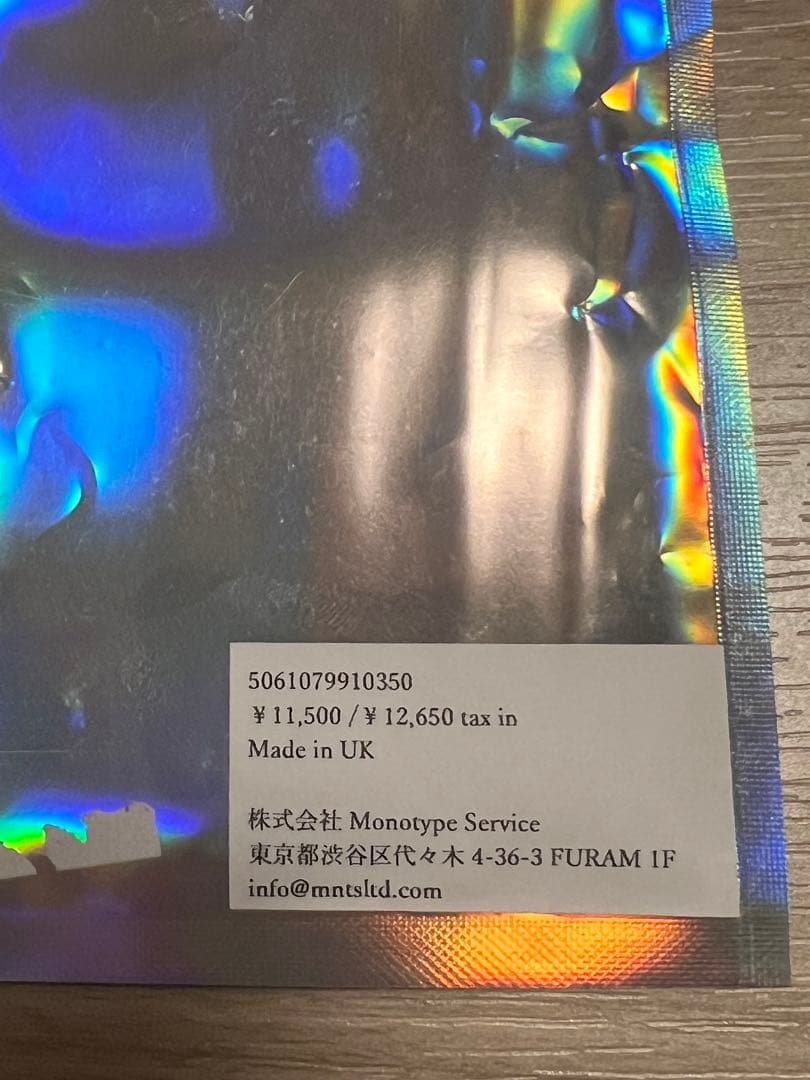 5061079910350
¥ 11,500 / ¥ 12,650 tax in
Made in UK
株式会社 Monotype Service
東京都渋谷区代々木 4-36-3 FURAM 1F
info@mntsltd.com